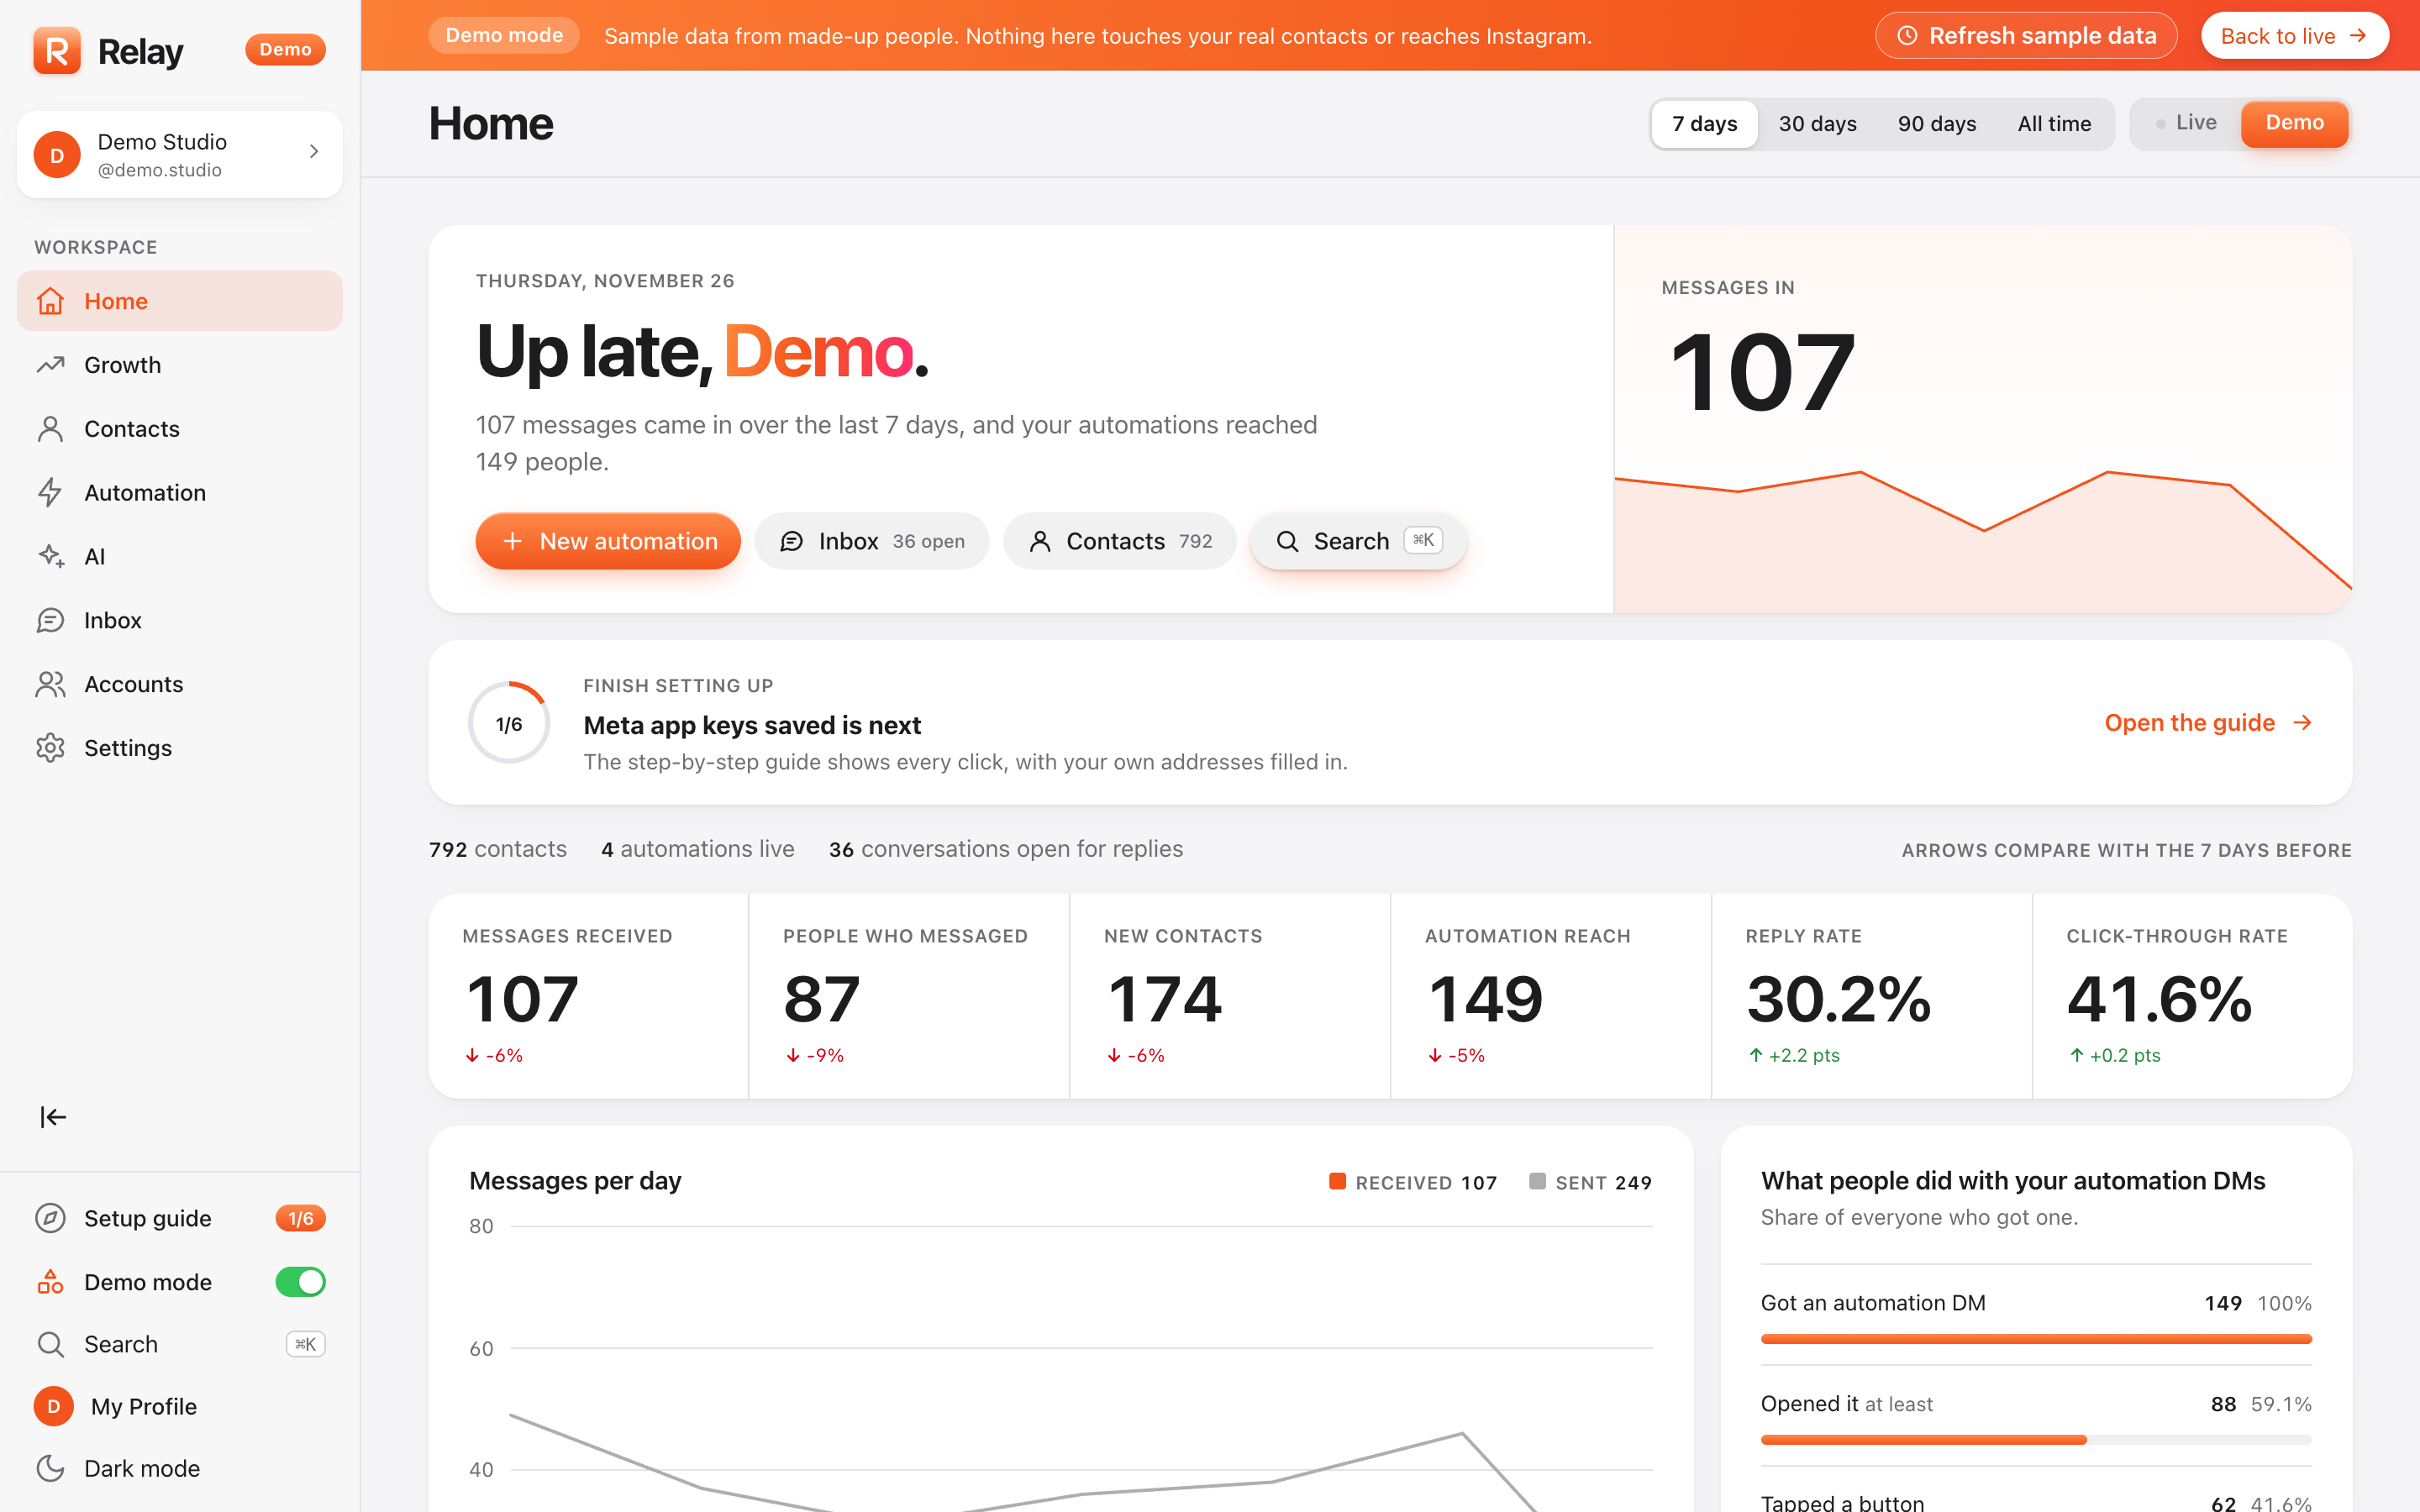 Relay
Demo
Demo Studio
@demo.studio
D
WORKSPACE
Home
Growth
Contacts
Automation
AI
Inbox
Accounts
Settings
Setup guide 1/6
Demo mode
Search ⌘K
D My Profile
Dark mode
Demo mode Sample data from made-up people. Nothing here touches your real contacts or reaches Instagram. Refresh sample data Back to live →
Home
7 days 30 days 90 days All time Live Demo
THURSDAY, NOVEMBER 26
Up late, Demo.
107 messages came in over the last 7 days, and your automations reached
149 people.
+ New automation Inbox 36 open Contacts 792 Search ⌘K
MESSAGES IN
107
1/6
FINISH SETTING UP
Meta app keys saved is next
The step-by-step guide shows every click, with your own addresses filled in.
Open the guide →
792 contacts 4 automations live 36 conversations open for replies
ARROWS COMPARE WITH THE 7 DAYS BEFORE
MESSAGES RECEIVED
107
↓ -6%
PEOPLE WHO MESSAGED
87
↓ -9%
NEW CONTACTS
174
↓ -6%
AUTOMATION REACH
149
↓ -5%
REPLY RATE
30.2%
↑ +2.2 pts
CLICK-THROUGH RATE
41.6%
↑ +0.2 pts
Messages per day
RECEIVED 107 SENT 249
80
60
40
What people did with your automation DMs
Share of everyone who got one.
Got an automation DM 149 100%
Opened it at least 88 59.1%
Tapped a button 62 41.6%